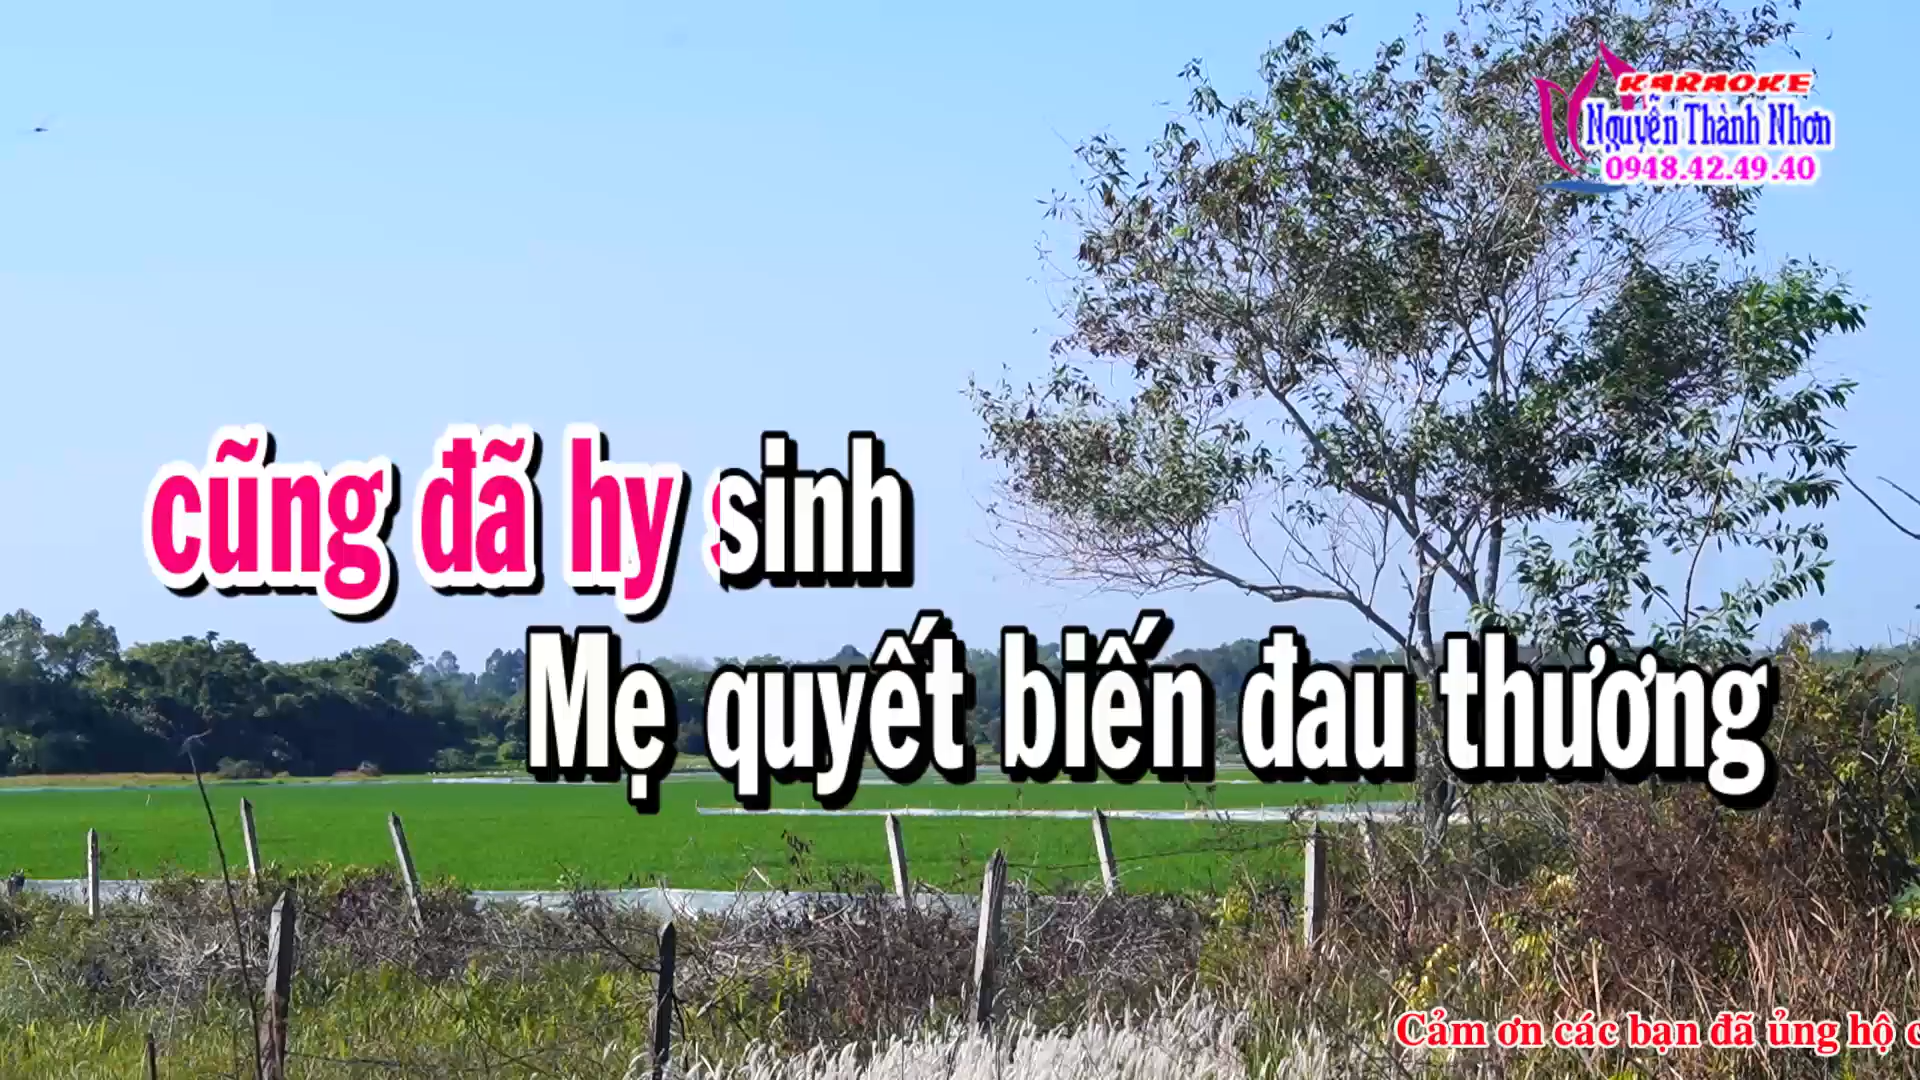 KARAOKE
Nguyễn Thành Nhơn
0948.42.49.40
cũng đã hy sinh
Mẹ quyết biến đau thương
Cảm ơn các bạn đã ủng hộ c